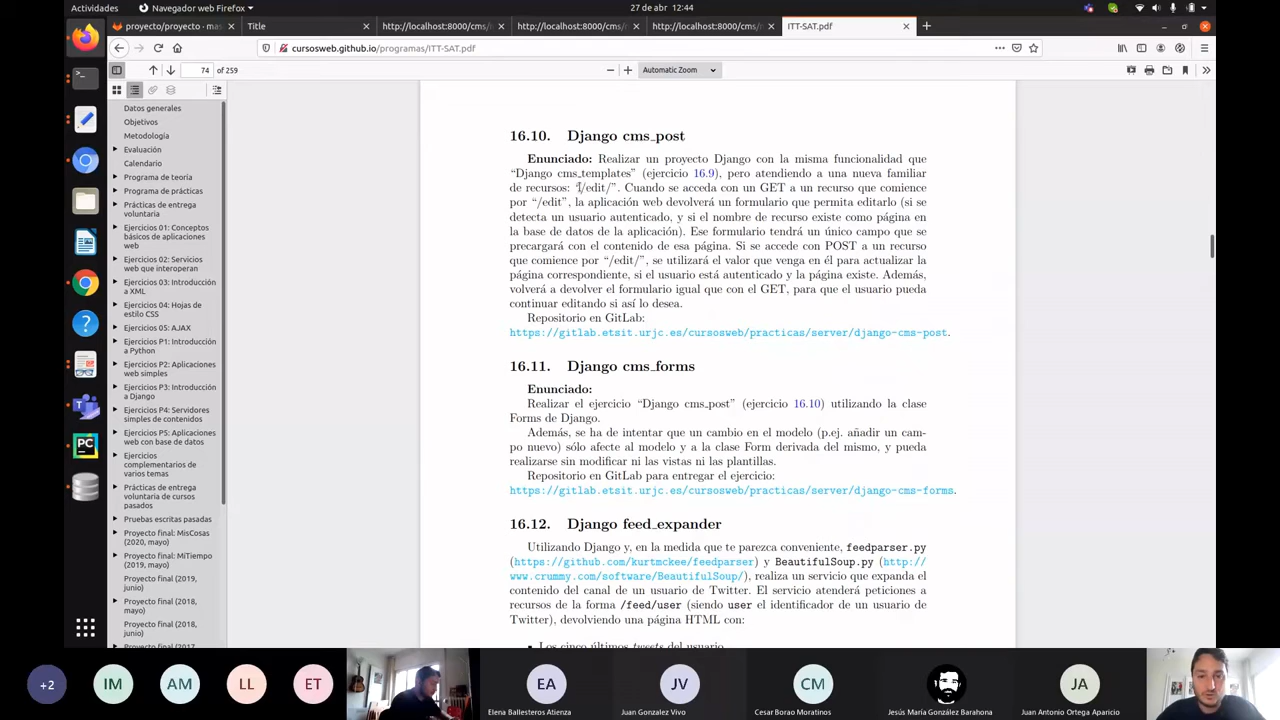 Actividades
Navegador web Firefox
27 de abr 12:44
proyecto/proyecto - mas
Title
http://localhost:8000/cms/
http://localhost:8000/cms/
http://localhost:8000/cms/n
ITT-SAT.pdf
cursosweb.github.io/programas/ITT-SAT.pdf
74 of 259
Automatic Zoom
Datos generales
Objetivos
Metodología
Evaluación
Calendario
Programa de teoría
Programa de prácticas
Prácticas de entrega
voluntaria
Ejercicios 01: Conceptos
básicos de aplicaciones
web
Ejercicios 02: Servicios
web que interoperan
Ejercicios 03: Introducción
a XML
Ejercicios 04: Hojas de
estilo CSS
Ejercicios 05: AJAX
Ejercicios P1: Introducción
a Python
Ejercicios P2: Aplicaciones
web simples
Ejercicios P3: Introducción
a Django
Ejercicios P4: Servidores
simples de contenidos
Ejercicios P5: Aplicaciones
web con base de datos
Ejercicios
complementarios de
varios temas
Prácticas de entrega
voluntaria de cursos
pasados
Pruebas escritas pasadas
Proyecto final: MisCosas
(2020, mayo)
Proyecto final: MiTiempo
(2019, mayo)
Proyecto final (2019,
junio)
Proyecto final (2018,
mayo)
Proyecto final (2018,
junio)
Proyecto final (2017,
16.10. Django cms_post
Enunciado: Realizar un proyecto Django con la misma funcionalidad que
“Django cms_templates” (ejercicio 16.9), pero atendiendo a una nueva familiar
de recursos: “/edit/”. Cuando se acceda con un GET a un recurso que comience
por “/edit”, la aplicación web devolverá un formulario que permita editarlo (si se
detecta un usuario autenticado, y si el nombre de recurso existe como página en
la base de datos de la aplicación). Ese formulario tendrá un único campo que se
precargará con el contenido de esa página. Si se accede con POST a un recurso
que comience por “/edit/”, se utilizará el valor que venga en él para actualizar la
página correspondiente, si el usuario está autenticado y la página existe. Además,
volverá a devolver el formulario igual que con el GET, para que el usuario pueda
continuar editando si así lo desea.
Repositorio en GitLab:
https://gitlab.etsit.urjc.es/cursosweb/practicas/server/django-cms-post.
16.11. Django cms_forms
Enunciado:
Realizar el ejercicio “Django cms_post” (ejercicio 16.10) utilizando la clase
Forms de Django.
Además, se ha de intentar que un cambio en el modelo (p.ej. añadir un cam-
po nuevo) sólo afecte al modelo y a la clase Form derivada del mismo, y pueda
realizarse sin modificar ni las vistas ni las plantillas.
Repositorio en GitLab para entregar el ejercicio:
https://gitlab.etsit.urjc.es/cursosweb/practicas/server/django-cms-forms.
16.12. Django feed_expander
Utilizando Django y, en la medida que te parezca conveniente, feedparser.py
(https://github.com/kurtmckee/feedparser) y BeautifulSoup.py (http://
www.crummy.com/software/BeautifulSoup/), realiza un servicio que expanda el
contenido del canal de un usuario de Twitter. El servicio atenderá peticiones a
recursos de la forma /feed/user (siendo user el identificador de un usuario de
Twitter), devolviendo una página HTML con:
Los cinco últimos tweets del usuario
PC
+2
IM
AM
LL
ET
EA
Elena Ballesteros Atienza
JV
Juan Gonzalez Vivo
CM
Cesar Borao Moratinos
Jesús María González Barahona
JA
Juan Antonio Ortega Aparicio